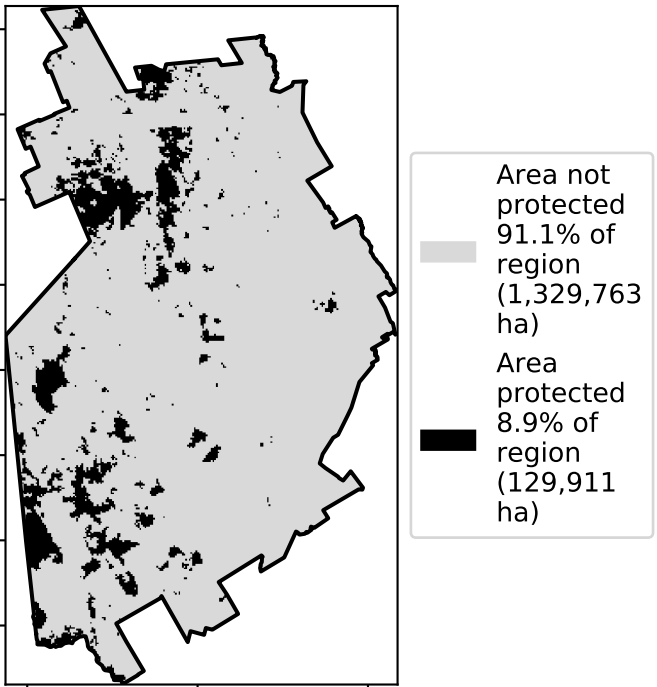 Area not
protected
91.1% of
region
(1,329,763
ha)
Area
protected
8.9% of
region
(129,911
ha)